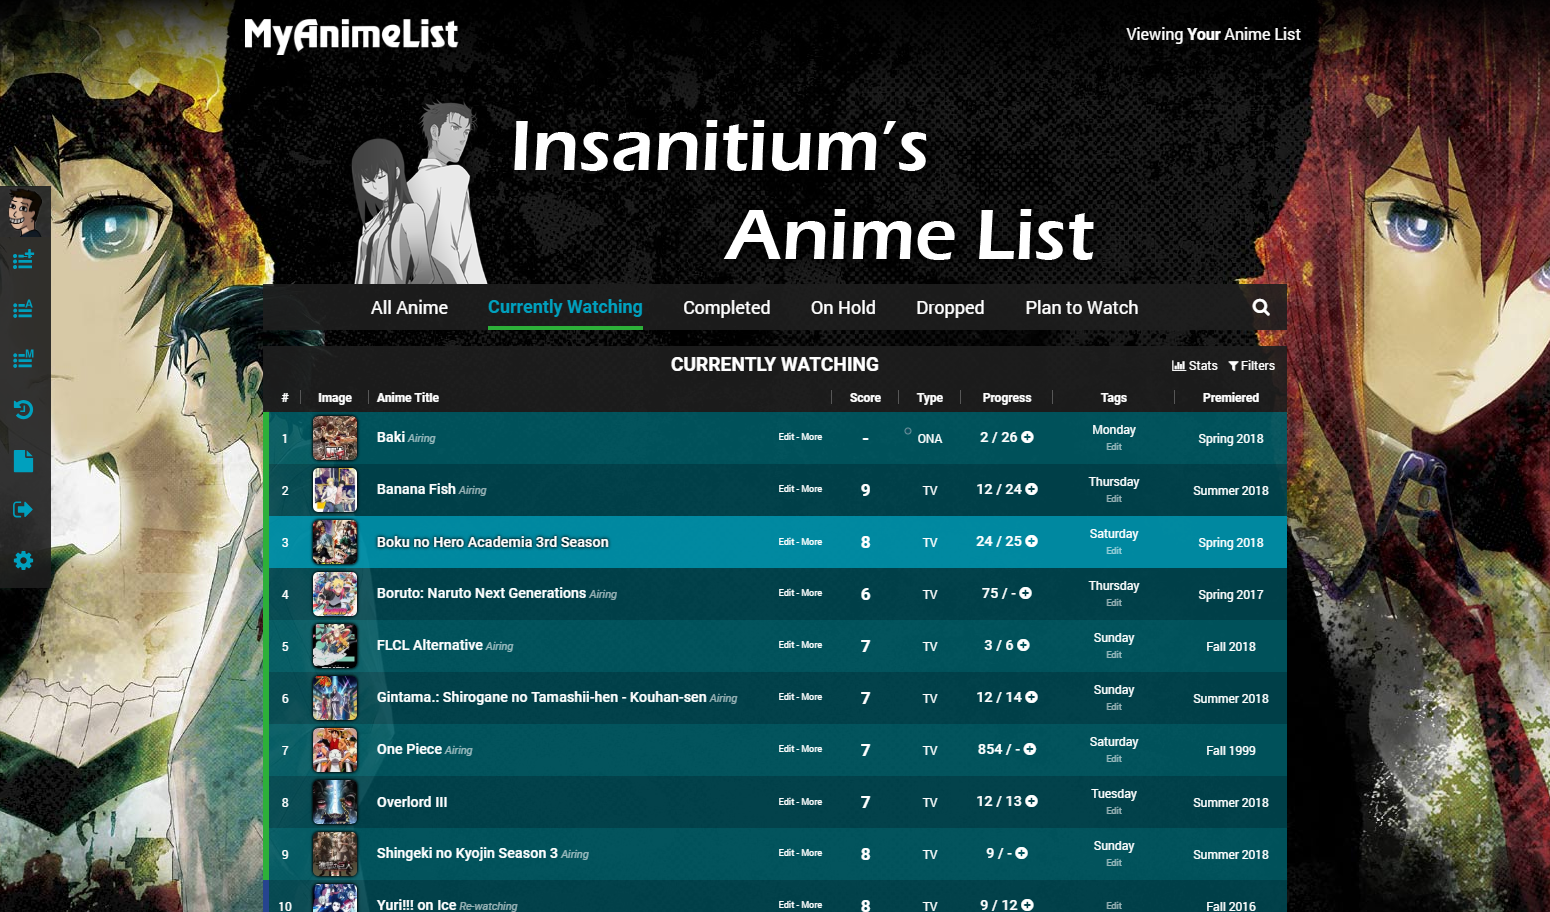 MyAnimeList
Viewing Your Anime List
Insanitium's
Anime List
All Anime Currently Watching Completed On Hold Dropped Plan to Watch
CURRENTLY WATCHING
Stats Filters
# Image Anime Title Score Type Progress Tags Premiered
1 Baki Airing Edit - More - ONA 2 / 26 Monday Edit Spring 2018
2 Banana Fish Airing Edit - More 9 TV 12 / 24 Thursday Edit Summer 2018
3 Boku no Hero Academia 3rd Season Edit - More 8 TV 24 / 25 Saturday Edit Spring 2018
4 Boruto: Naruto Next Generations Airing Edit - More 6 TV 75 / - Thursday Edit Spring 2017
5 FLCL Alternative Airing Edit - More 7 TV 3 / 6 Sunday Edit Fall 2018
6 Gintama.: Shirogane no Tamashii-hen - Kouhan-sen Airing Edit - More 7 TV 12 / 14 Sunday Edit Summer 2018
7 One Piece Airing Edit - More 7 TV 854 / - Saturday Edit Fall 1999
8 Overlord III Edit - More 7 TV 12 / 13 Tuesday Edit Summer 2018
9 Shingeki no Kyojin Season 3 Airing Edit - More 8 TV 9 / - Sunday Edit Summer 2018
10 Yuri!!! on Ice Re-watching Edit - More 8 TV 9 / 12 Edit Fall 2016